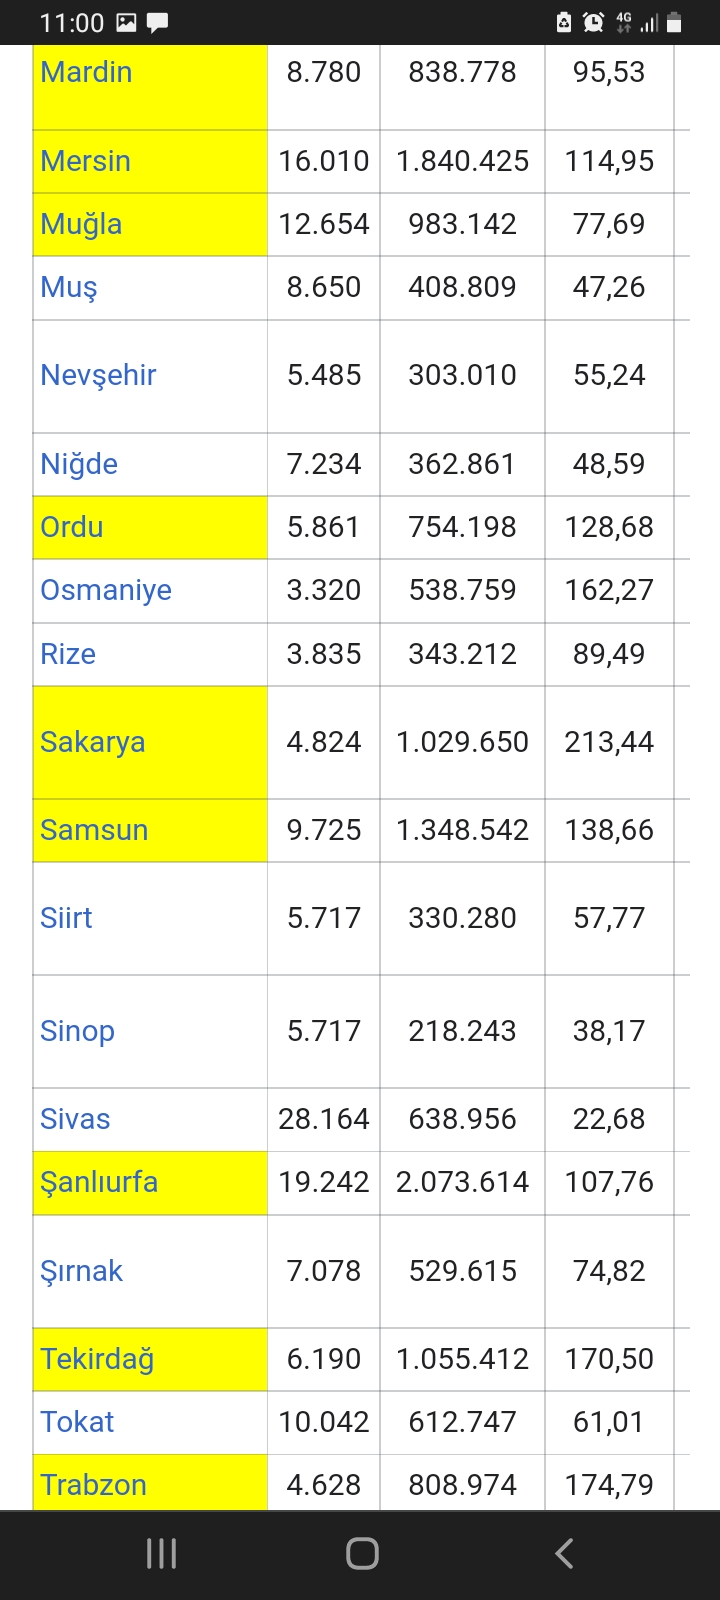 11:00 4G
Mardin 8.780 838.778 95,53
Mersin 16.010 1.840.425 114,95
Muğla 12.654 983.142 77,69
Muş 8.650 408.809 47,26
Nevşehir 5.485 303.010 55,24
Niğde 7.234 362.861 48,59
Ordu 5.861 754.198 128,68
Osmaniye 3.320 538.759 162,27
Rize 3.835 343.212 89,49
Sakarya 4.824 1.029.650 213,44
Samsun 9.725 1.348.542 138,66
Siirt 5.717 330.280 57,77
Sinop 5.717 218.243 38,17
Sivas 28.164 638.956 22,68
Şanlıurfa 19.242 2.073.614 107,76
Şırnak 7.078 529.615 74,82
Tekirdağ 6.190 1.055.412 170,50
Tokat 10.042 612.747 61,01
Trabzon 4.628 808.974 174,79